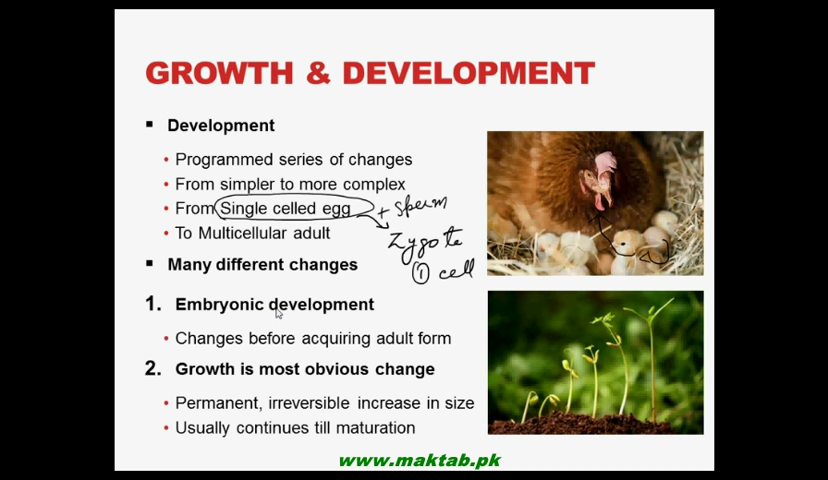 GROWTH & DEVELOPMENT
▪ Development
• Programmed series of changes
• From simpler to more complex
• From Single celled egg + sperm
• To Multicellular adult
Zygote
① cell
▪ Many different changes
1. Embryonic development
• Changes before acquiring adult form
2. Growth is most obvious change
• Permanent, irreversible increase in size
• Usually continues till maturation
www.maktab.pk